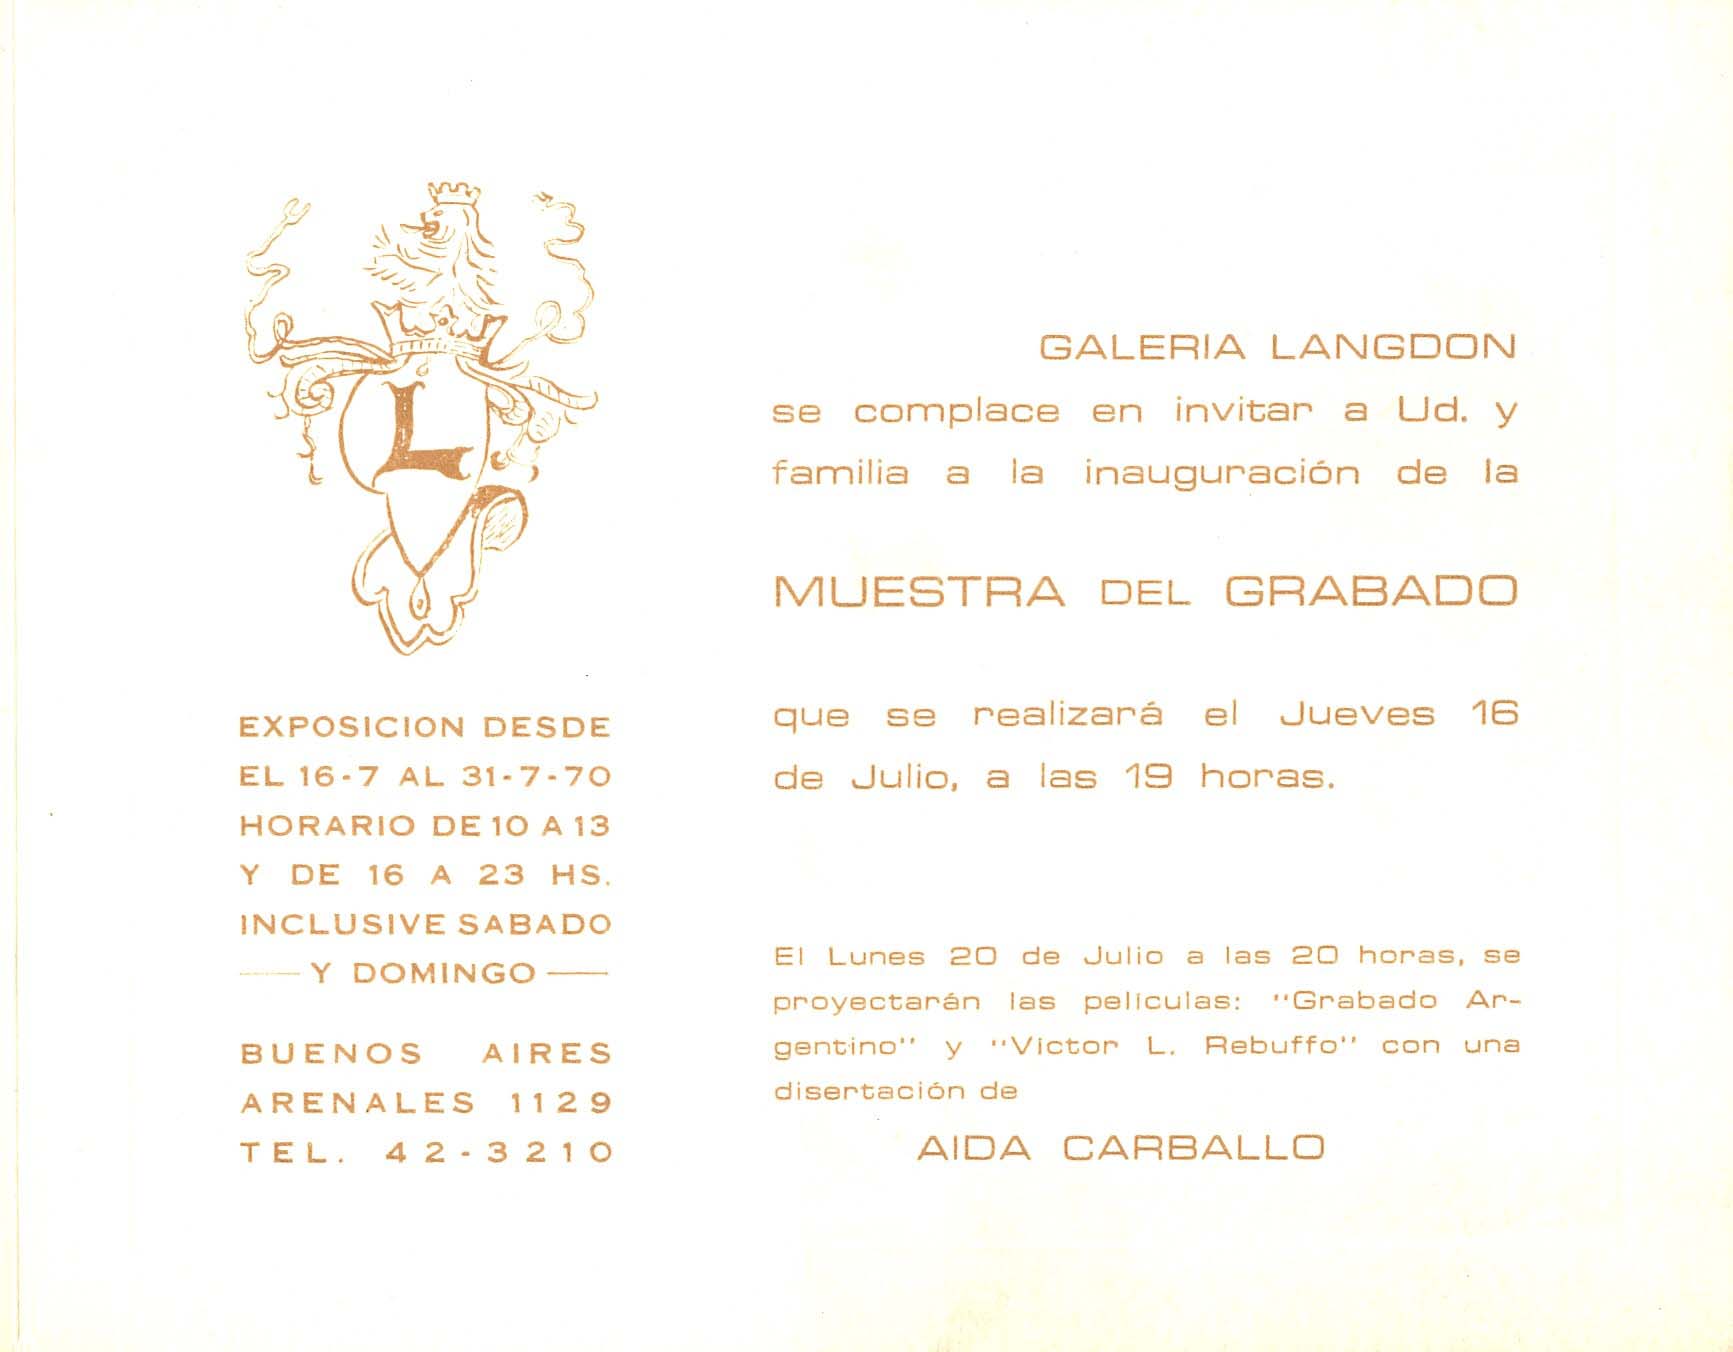 L
EXPOSICION DESDE
EL 16-7 AL 31-7-70
HORARIO DE 10 A 13
Y DE 16 A 23 HS.
INCLUSIVE SABADO
Y DOMINGO
BUENOS AIRES
ARENALES 1129
TEL. 42-3210
GALERIA LANGDON
se complace en invitar a Ud. y
familia a la inauguración de la
MUESTRA DEL GRABADO
que se realizará el Jueves 16
de Julio, a las 19 horas.
El Lunes 20 de Julio a las 20 horas, se
proyectarán las películas: "Grabado Ar-
gentino" y "Víctor L. Rebuffo" con una
disertación de
AIDA CARBALLO